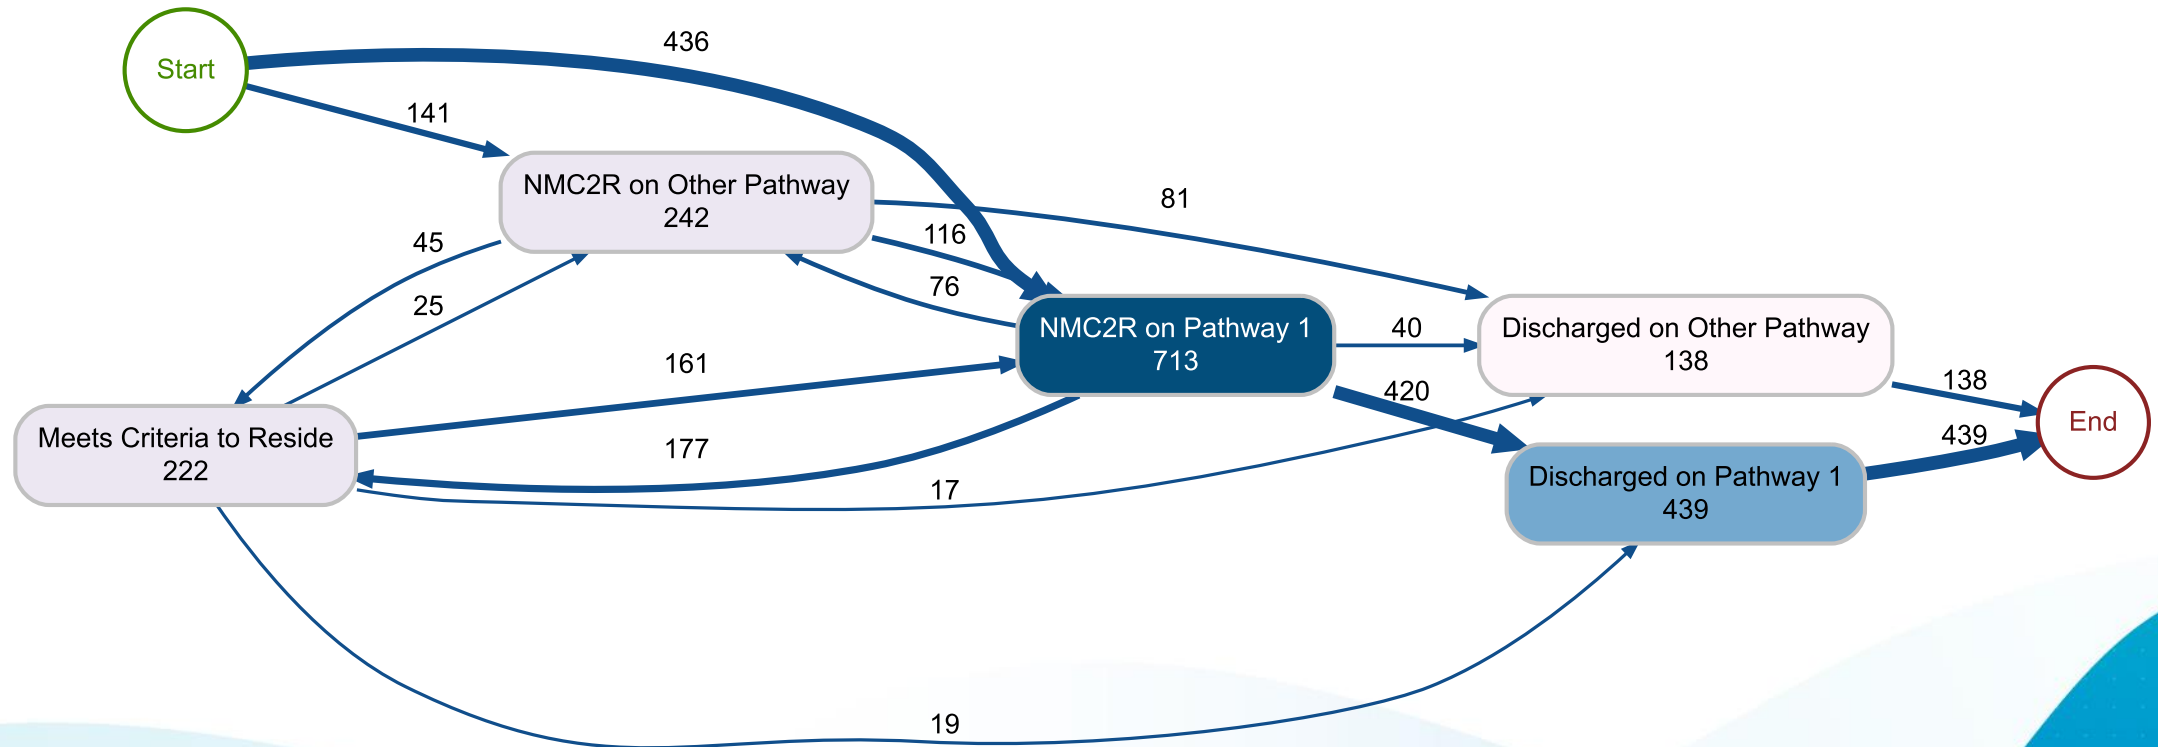 Start
436
141
NMC2R on Other Pathway
242
81
116
45
76
25
NMC2R on Pathway 1
713
40
Discharged on Other Pathway
138
138
161
420
End
Meets Criteria to Reside
222
177
439
17
Discharged on Pathway 1
439
19